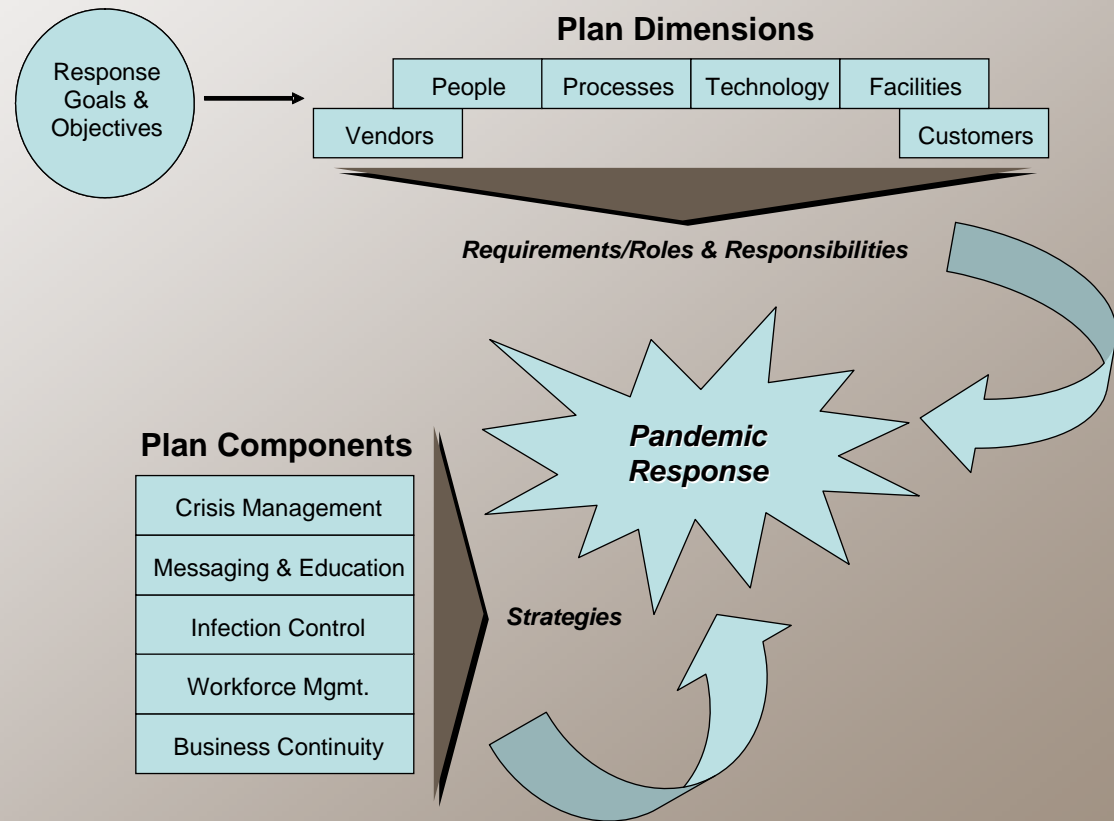 Plan Dimensions
Response
Goals &
Objectives
People
Processes
Technology
Facilities
Vendors
Customers
Requirements/Roles & Responsibilities
Pandemic
Response
Plan Components
Crisis Management
Messaging & Education
Infection Control
Workforce Mgmt.
Business Continuity
Strategies